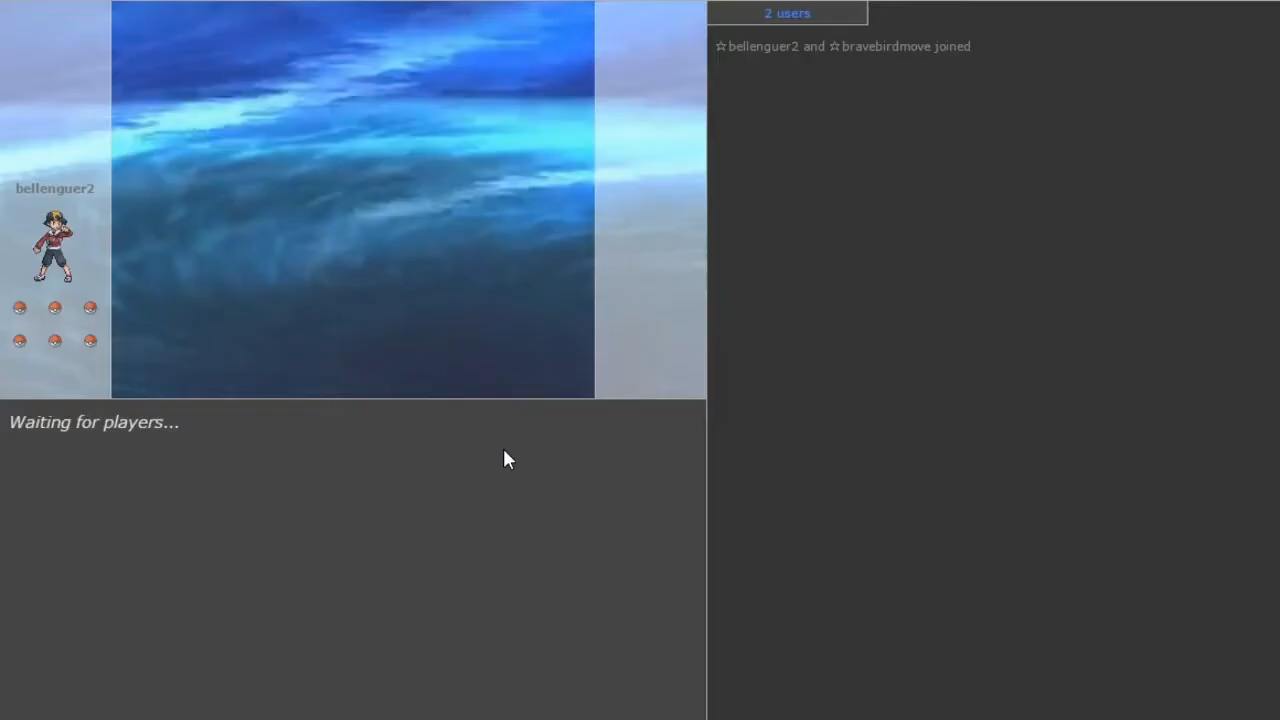 2 users
☆bellenguer2 and ☆bravebirdmove joined
bellenguer2
Waiting for players...